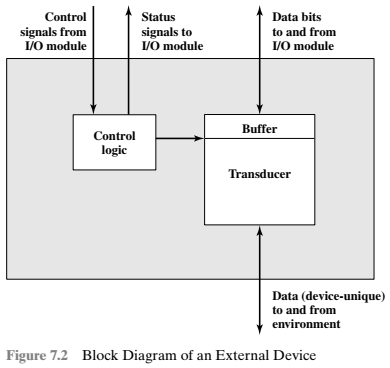 Control
signals from
I/O module
Status
signals to
I/O module
Data bits
to and from
I/O module
Control
logic
Buffer
Transducer
Data (device-unique)
to and from
environment
Figure 7.2 Block Diagram of an External Device